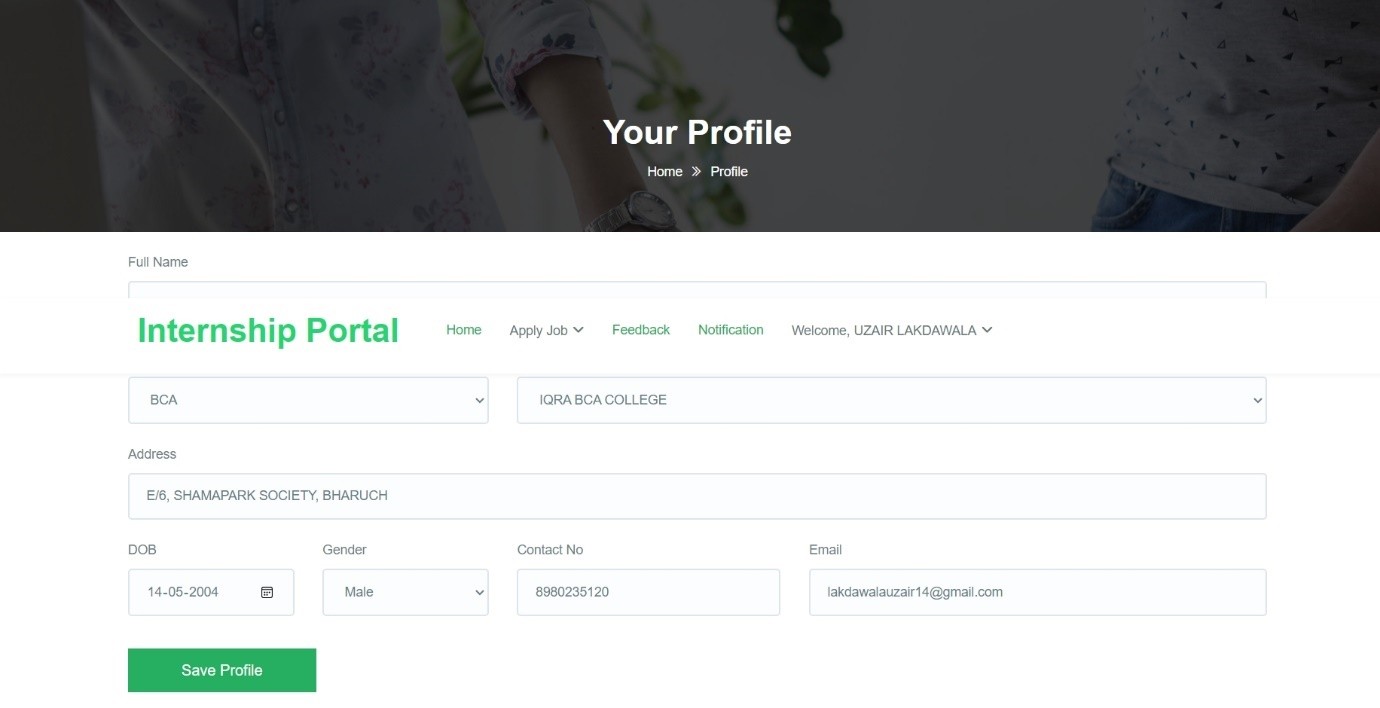 Your Profile
Home » Profile
Full Name
Internship Portal Home Apply Job Feedback Notification Welcome, UZAIR LAKDAWALA
BCA IQRA BCA COLLEGE
Address
E/6, SHAMAPARK SOCIETY, BHARUCH
DOB Gender Contact No Email
14-05-2004 Male 8980235120 lakdawalauzair14@gmail.com
Save Profile